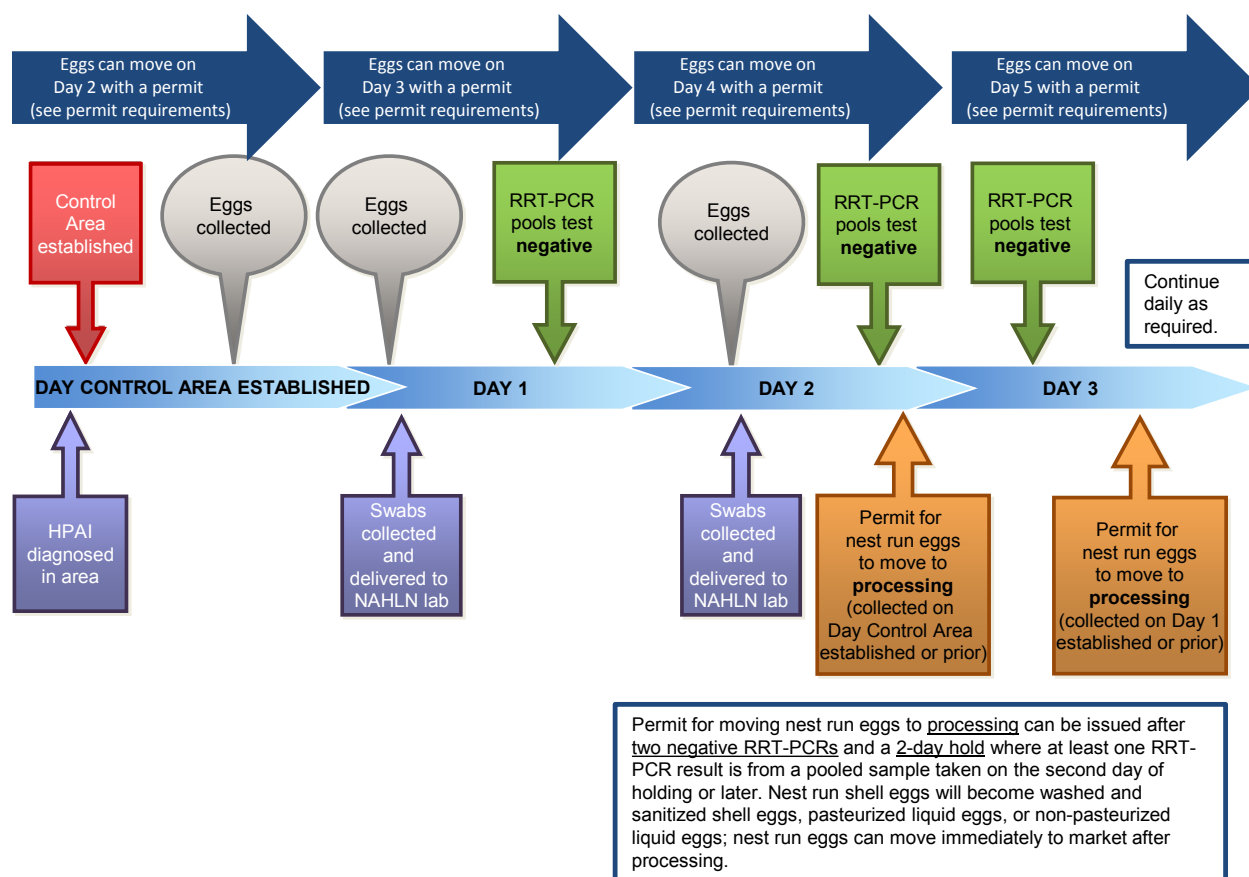 Eggs can move on
Day 2 with a permit
(see permit requirements)
Eggs can move on
Day 3 with a permit
(see permit requirements)
Eggs can move on
Day 4 with a permit
(see permit requirements)
Eggs can move on
Day 5 with a permit
(see permit requirements)
Control
Area
established
Eggs
collected
Eggs
collected
RRT-PCR
pools test
negative
Eggs
collected
RRT-PCR
pools test
negative
RRT-PCR
pools test
negative
Continue
daily as
required.
DAY CONTROL AREA ESTABLISHED
DAY 1
DAY 2
DAY 3
HPAI
diagnosed
in area
Swabs
collected
and
delivered to
NAHLN lab
Swabs
collected
and
delivered to
NAHLN lab
Permit for
nest run eggs
to move to
processing
(collected on
Day Control Area
established or prior)
Permit for
nest run eggs
to move to
processing
(collected on Day 1
established or prior)
Permit for moving nest run eggs to processing can be issued after
two negative RRT-PCRs and a 2-day hold where at least one RRT-
PCR result is from a pooled sample taken on the second day of
holding or later. Nest run shell eggs will become washed and
sanitized shell eggs, pasteurized liquid eggs, or non-pasteurized
liquid eggs; nest run eggs can move immediately to market after
processing.